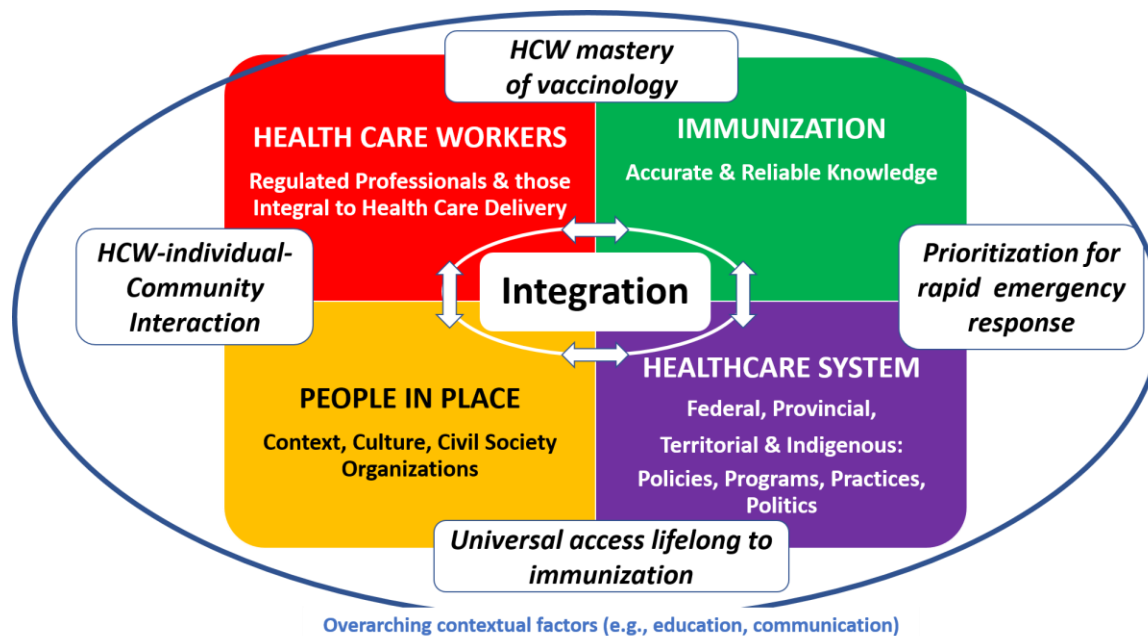 HCW mastery
of vaccinology
HEALTH CARE WORKERS
Regulated Professionals & those
Integral to Health Care Delivery
IMMUNIZATION
Accurate & Reliable Knowledge
HCW-individual-
Community
Interaction
Integration
Prioritization for
rapid emergency
response
PEOPLE IN PLACE
Context, Culture, Civil Society
Organizations
HEALTHCARE SYSTEM
Federal, Provincial,
Territorial & Indigenous:
Policies, Programs, Practices,
Politics
Universal access lifelong to
immunization
Overarching contextual factors (e.g., education, communication)